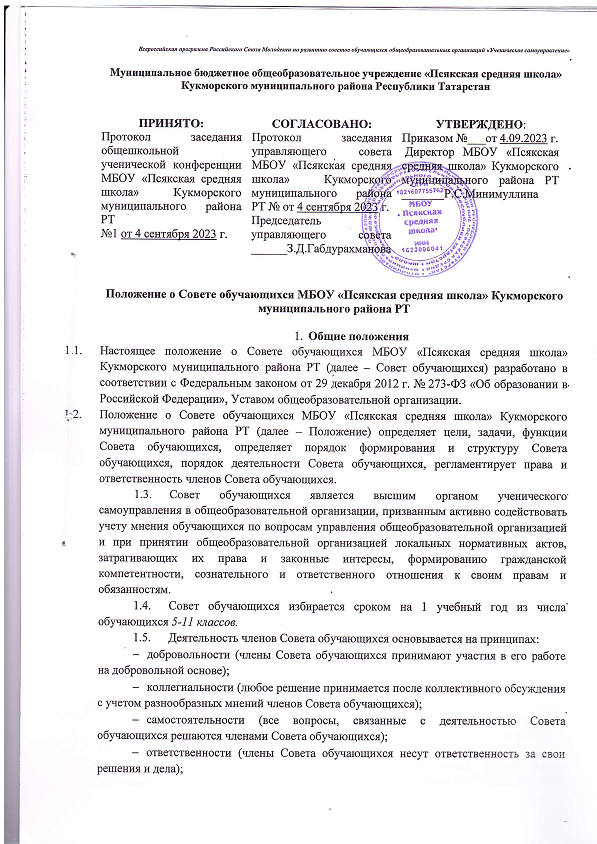 Всероссийская программа Российского Союза Молодежи по развитию советов обучающихся общеобразовательных организаций «Ученическое самоуправление»
Муниципальное бюджетное общеобразовательное учреждение «Псякская средняя школа»
Кукморского муниципального района Республики Татарстан
ПРИНЯТО:
Протокол заседания
общешкольной
ученической конференции
МБОУ «Псякская средняя
школа» Кукморского
муниципального района
РТ
№1 от 4 сентября 2023 г.
СОГЛАСОВАНО:
Протокол заседания
управляющего совета
МБОУ «Псякская средняя
школа» Кукморского
муниципального района
РТ № от 4 сентября 2023 г.
Председатель
управляющего совета
______З.Д.Габдурахманова
УТВЕРЖДЕНО:
Приказом №___от 4.09.2023 г.
Директор МБОУ «Псякская
средняя школа» Кукморского
муниципального района РТ
Р.С.Минимуллина
1021607755762
МБОУ
Псякская
средняя
школа
ИНН
1623006041
Положение о Совете обучающихся МБОУ «Псякская средняя школа» Кукморского
муниципального района РТ
1. Общие положения
1.1. Настоящее положение о Совете обучающихся МБОУ «Псякская средняя школа»
Кукморского муниципального района РТ (далее – Совет обучающихся) разработано в
соответствии с Федеральным законом от 29 декабря 2012 г. № 273-ФЗ «Об образовании в
Российской Федерации», Уставом общеобразовательной организации.
1.2. Положение о Совете обучающихся МБОУ «Псякская средняя школа» Кукморского
муниципального района РТ (далее – Положение) определяет цели, задачи, функции
Совета обучающихся, определяет порядок формирования и структуру Совета
обучающихся, порядок деятельности Совета обучающихся, регламентирует права и
ответственность членов Совета обучающихся.
1.3. Совет обучающихся является высшим органом ученического
самоуправления в общеобразовательной организации, призванным активно содействовать
учету мнения обучающихся по вопросам управления общеобразовательной организацией
и при принятии общеобразовательной организацией локальных нормативных актов,
затрагивающих их права и законные интересы, формированию гражданской
компетентности, сознательного и ответственного отношения к своим правам и
обязанностям.
1.4. Совет обучающихся избирается сроком на 1 учебный год из числа
обучающихся 5-11 классов.
1.5. Деятельность членов Совета обучающихся основывается на принципах:
– добровольности (члены Совета обучающихся принимают участия в его работе
на добровольной основе);
– коллегиальности (любое решение принимается после коллективного обсуждения
с учетом разнообразных мнений членов Совета обучающихся);
– самостоятельности (все вопросы, связанные с деятельностью Совета
обучающихся решаются членами Совета обучающихся);
– ответственности (члены Совета обучающихся несут ответственность за свои
решения и дела);